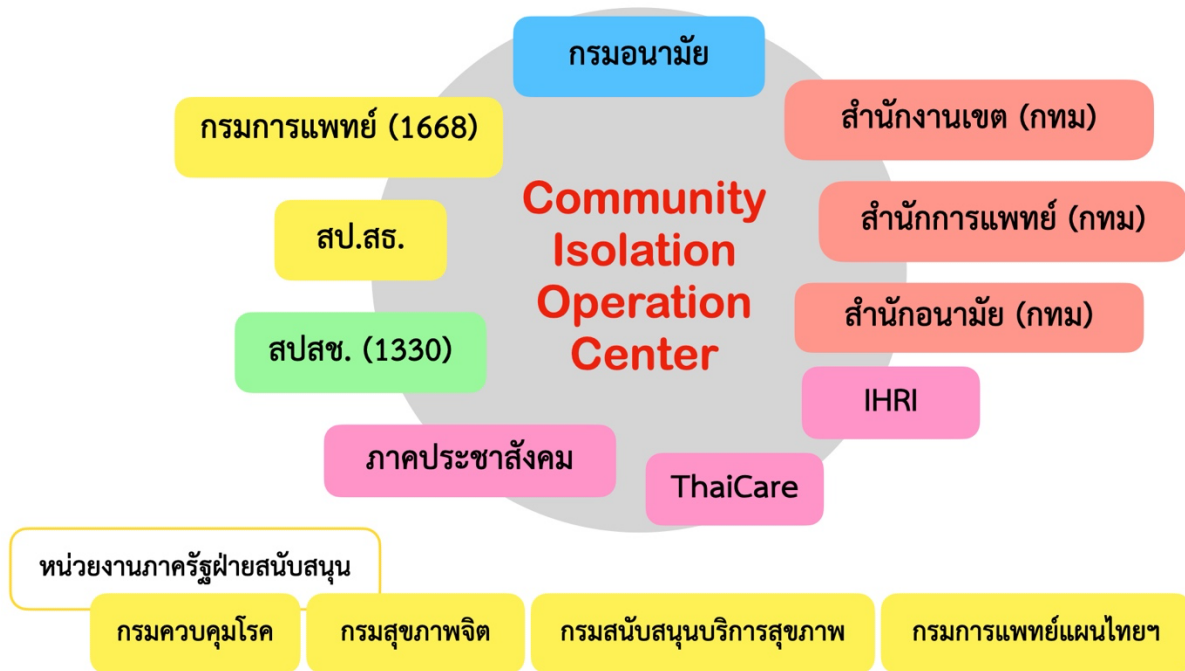 กรมอนามัย
กรมการแพทย์ (1668)
สำนักงานเขต (กทม)
สป.สธ.
สำนักการแพทย์ (กทม)
Community
Isolation
Operation
Center
สปสช. (1330)
สำนักอนามัย (กทม)
IHRI
ภาคประชาสังคม
ThaiCare
หน่วยงานภาครัฐฝ่ายสนับสนุน
กรมควบคุมโรค
กรมสุขภาพจิต
กรมสนับสนุนบริการสุขภาพ
กรมการแพทย์แผนไทยฯ